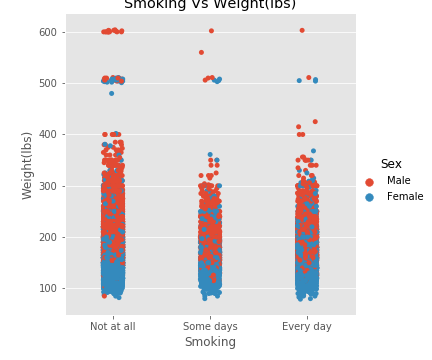 Smoking Vs Weight(lbs)
600
500
400
300
200
100
Weight(lbs)
Not at all
Some days
Every day
Smoking
Sex
Male
Female